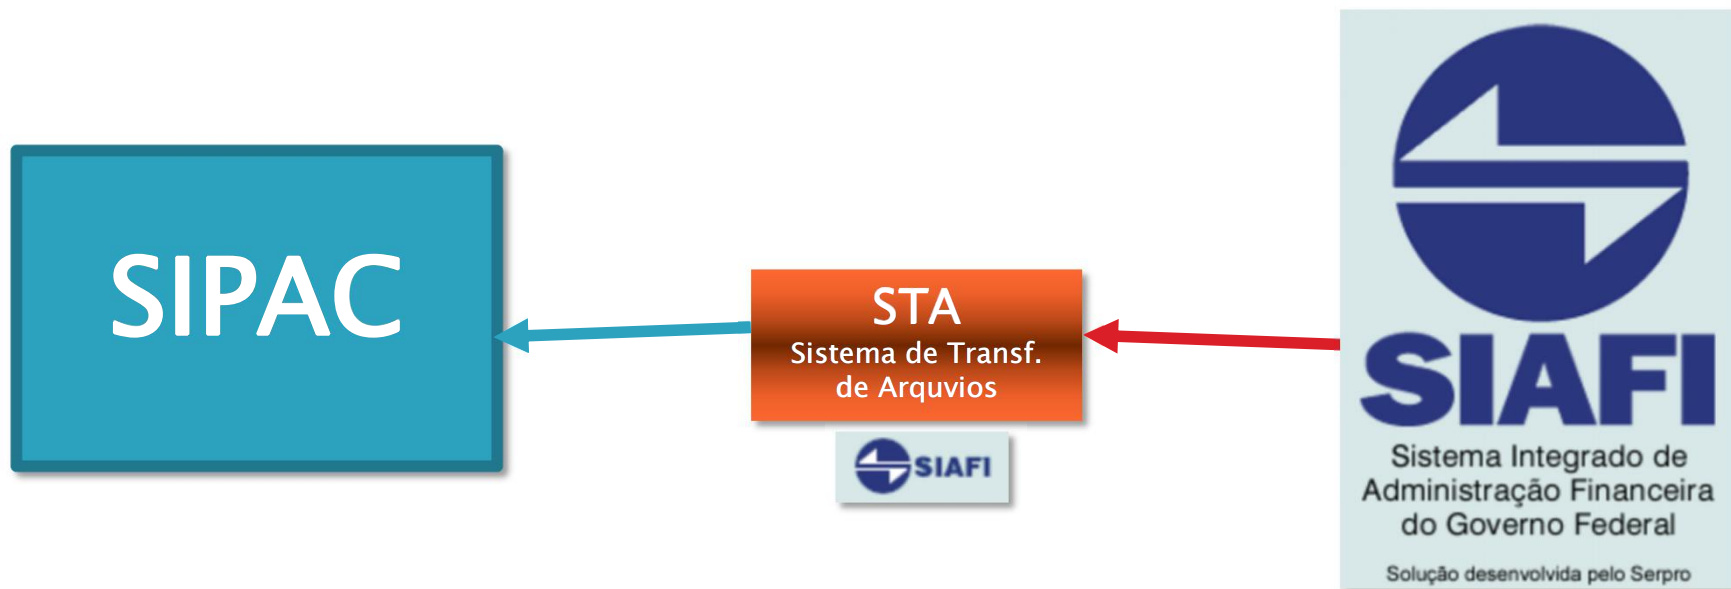 SIPAC
STA
Sistema de Transf.
de Arquvios
SIAFI
SIAFI
Sistema Integrado de
Administração Financeira
do Governo Federal
Solução desenvolvida pelo Serpro